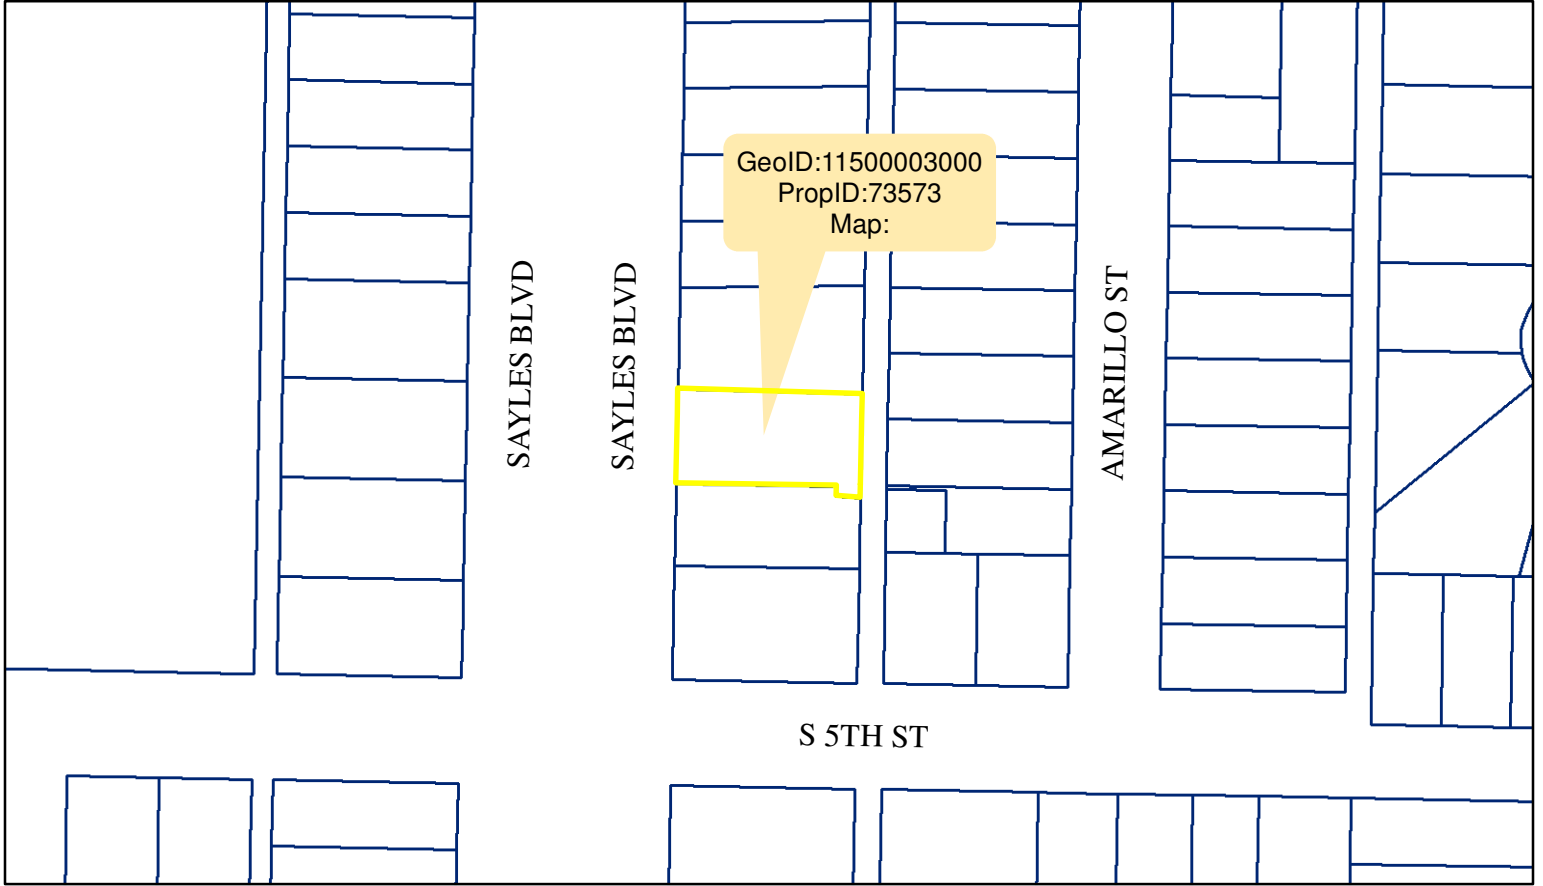 GeoID:11500003000
PropID:73573
Map:
SAYLES BLVD
SAYLES BLVD
AMARILLO ST
S 5TH ST